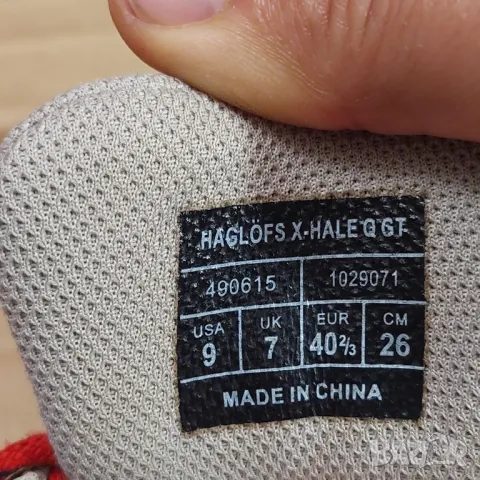 HAGLÖFS X-HALE Q GT
490615 1029071
USA UK EUR CM
9 7 40⅔ 26
MADE IN CHINA